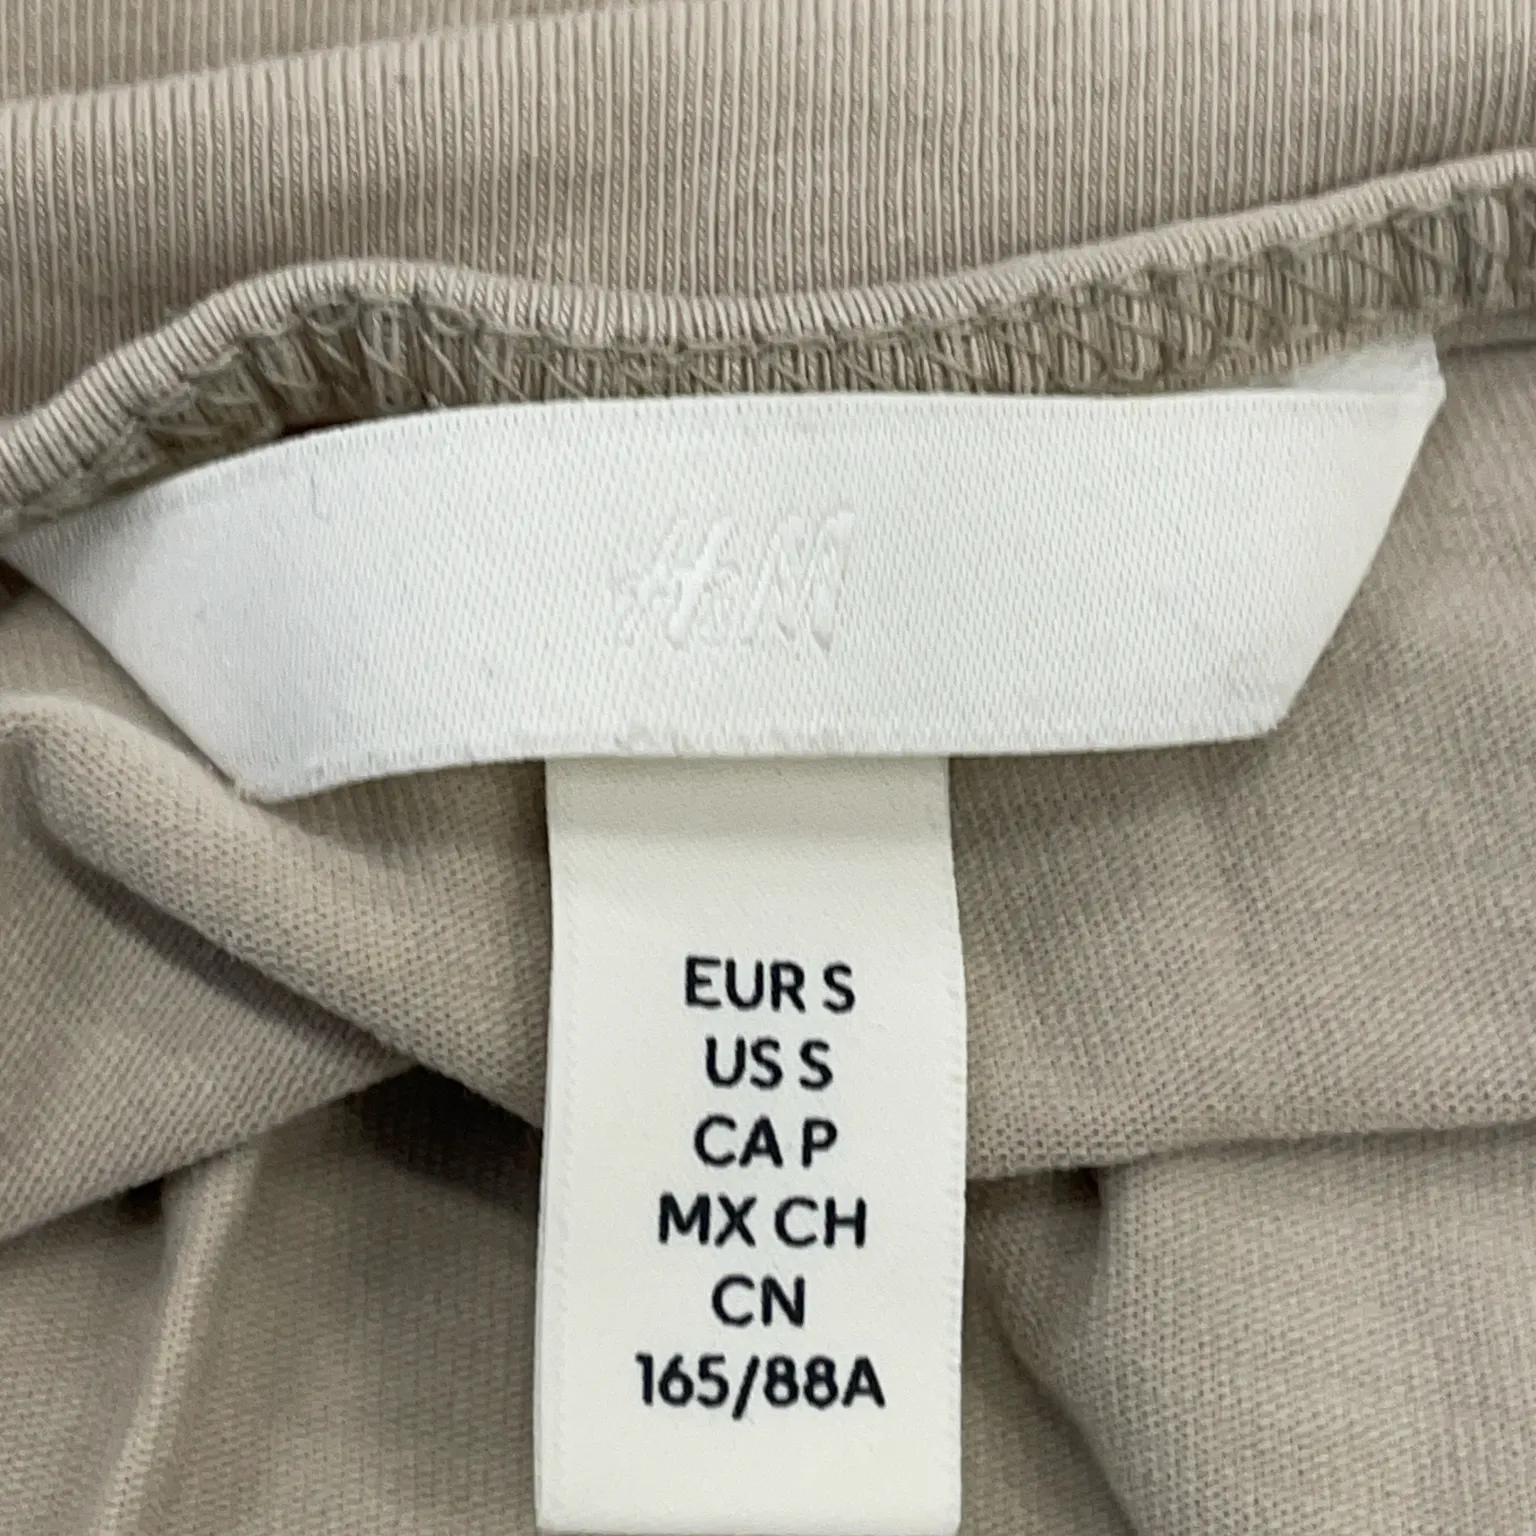 H&M
EUR S
US S
CA P
MX CH
CN
165/88A